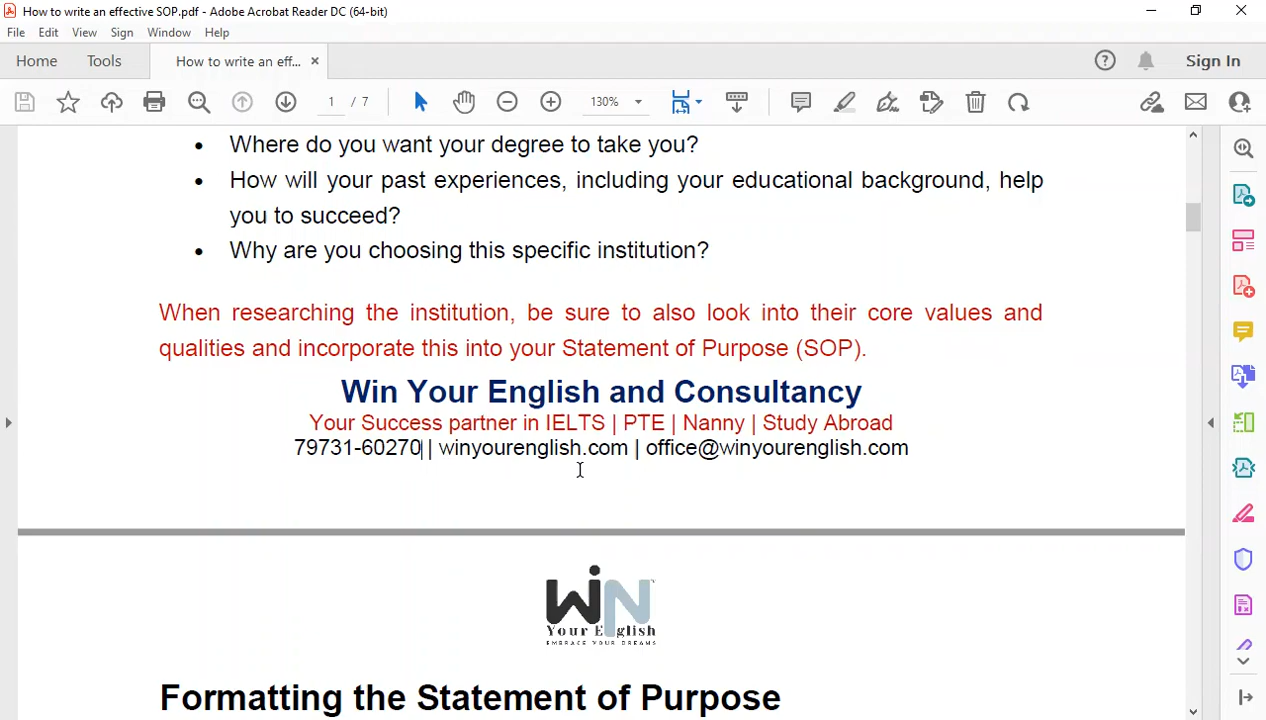 How to write an effective SOP.pdf - Adobe Acrobat Reader DC (64-bit)
File Edit View Sign Window Help
Home Tools How to write an eff... × Sign In
1 / 7 130%
• Where do you want your degree to take you?
• How will your past experiences, including your educational background, help
you to succeed?
• Why are you choosing this specific institution?
When researching the institution, be sure to also look into their core values and
qualities and incorporate this into your Statement of Purpose (SOP).
Win Your English and Consultancy
Your Success partner in IELTS | PTE | Nanny | Study Abroad
79731-60270 | winyourenglish.com | office@winyourenglish.com
WiN
Your English
EMBRACE YOUR DREAMS
Formatting the Statement of Purpose